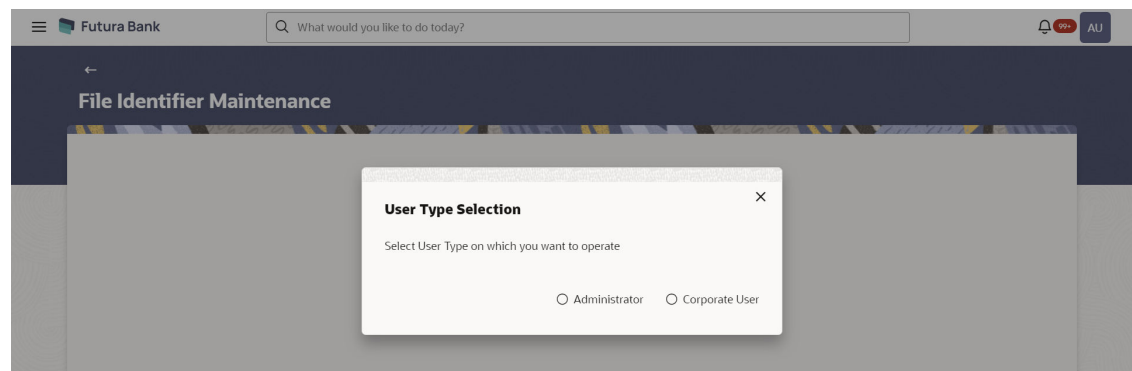 Futura Bank
What would you like to do today?
99+
AU
File Identifier Maintenance
User Type Selection
Select User Type on which you want to operate
Administrator
Corporate User